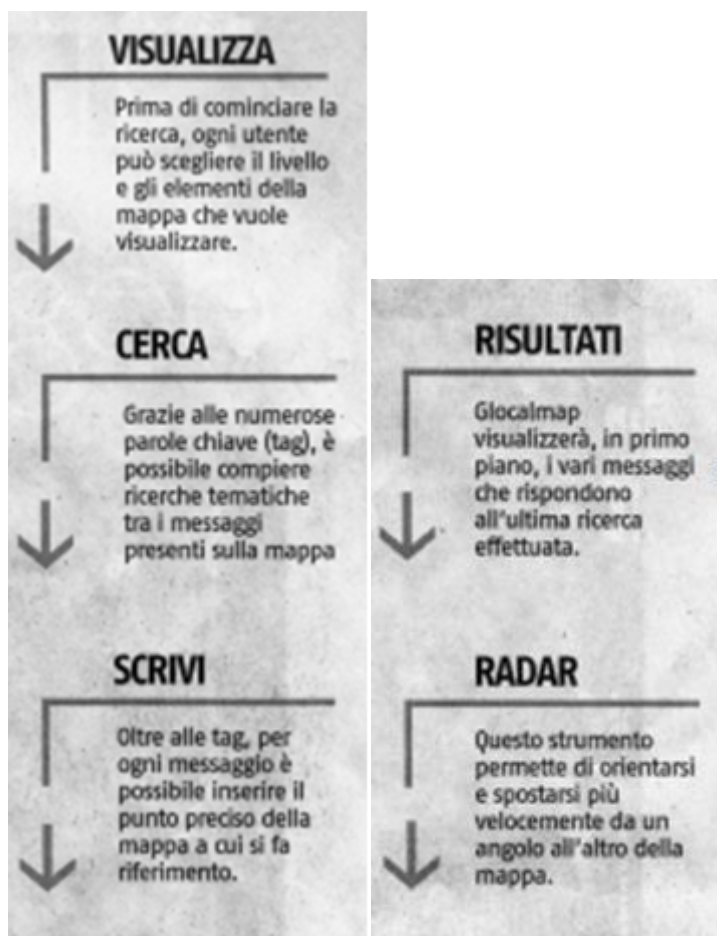 VISUALIZZA
Prima di cominciare la
ricerca, ogni utente
può scegliere il livello
e gli elementi della
mappa che vuole
visualizzare.
CERCA
Grazie alle numerose
parole chiave (tag), è
possibile compiere
ricerche tematiche
tra i messaggi
presenti sulla mappa
SCRIVI
Oltre alle tag, per
ogni messaggio è
possibile inserire il
punto preciso della
mappa a cui si fa
riferimento.
RISULTATI
Glocalmap
visualizzerà, in primo
piano, i vari messaggi
che rispondono
all'ultima ricerca
effettuata.
RADAR
Questo strumento
permette di orientarsi
e spostarsi più
velocemente da un
angolo all'altro della
mappa.